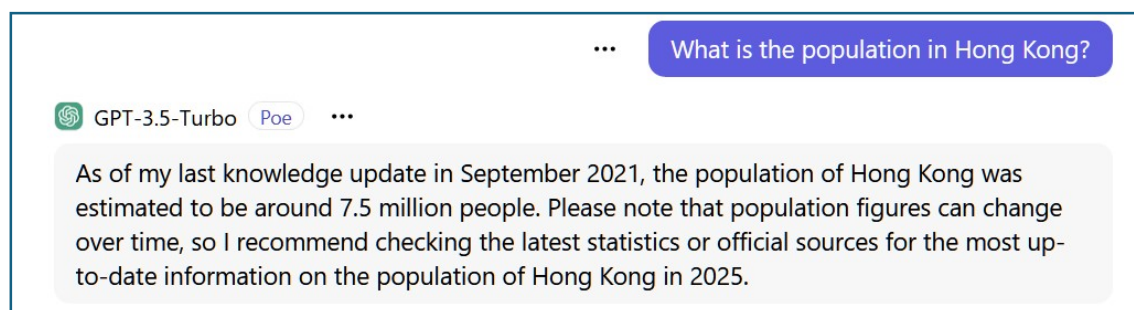 What is the population in Hong Kong?
GPT-3.5-Turbo Poe
As of my last knowledge update in September 2021, the population of Hong Kong was
estimated to be around 7.5 million people. Please note that population figures can change
over time, so I recommend checking the latest statistics or official sources for the most up-
to-date information on the population of Hong Kong in 2025.